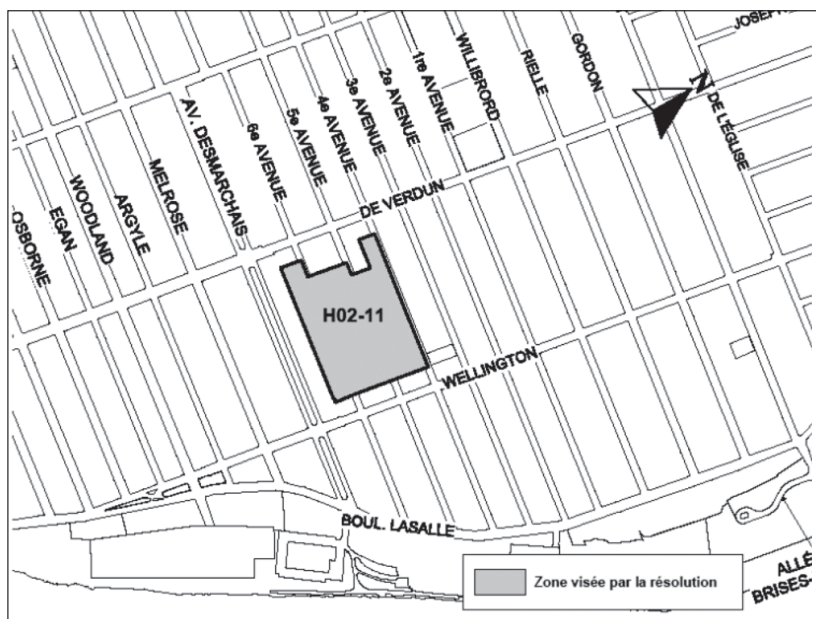 JOSEPH
GORDON
RIELLE
WILLIBRORD
1re AVENUE
2e AVENUE
3e AVENUE
4e AVENUE
5e AVENUE
6e AVENUE
AV. DESMARCHAIS
MELROSE
ARGYLE
WOODLAND
EGAN
OSBORNE
N
DE L'ÉGLISE
DE VERDUN
H02-11
WELLINGTON
BOUL. LASALLE
ALLÉ
BRISES-
Zone visée par la résolution